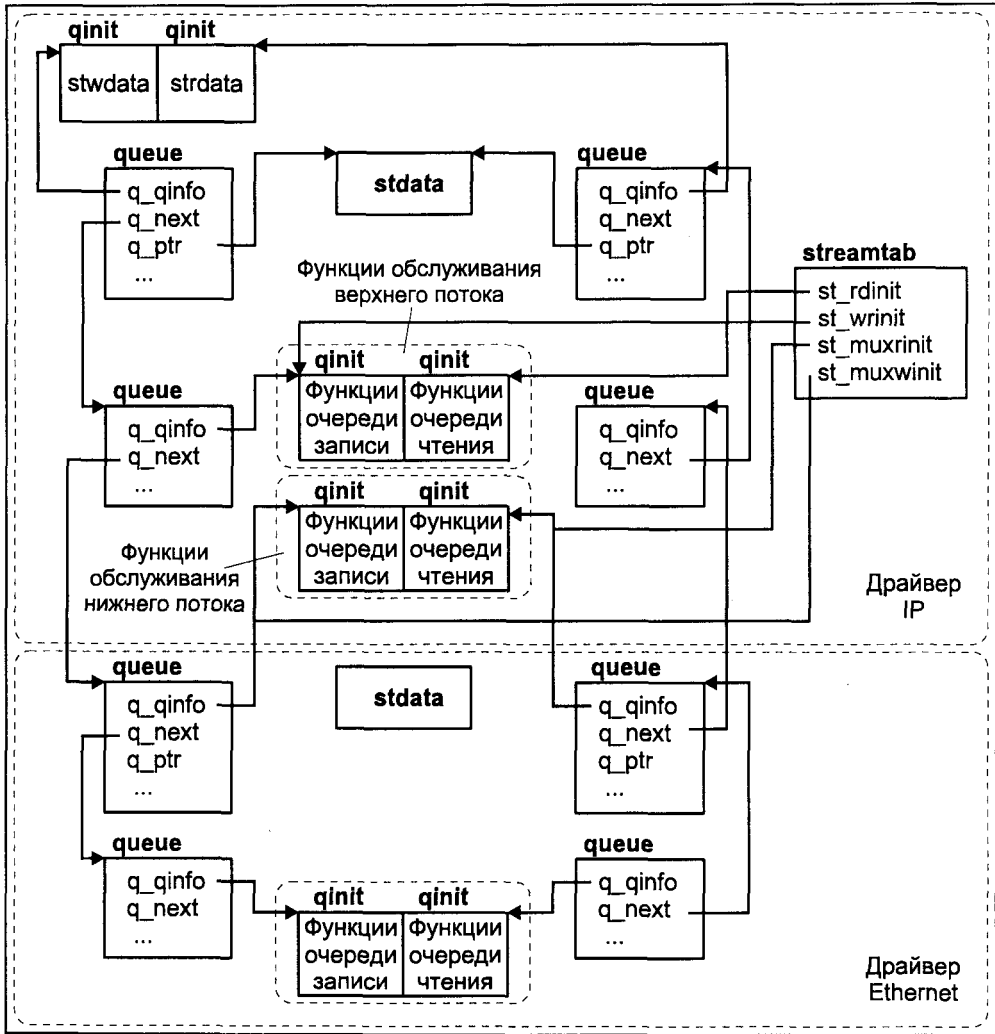 qinit qinit
stwdata strdata
queue
q_qinfo
q_next
q_ptr
...
stdata
queue
q_qinfo
q_next
q_ptr
...
streamtab
st_rdinit
st_wrinit
st_muxrinit
st_muxwinit
Функции обслуживания
верхнего потока
queue
q_qinfo
q_next
...
qinit qinit
Функции Функции
очереди очереди
записи чтения
queue
q_qinfo
q_next
...
qinit qinit
Функции Функции
очереди очереди
записи чтения
Функции
обслуживания
нижнего потока
Драйвер
IP
queue
q_qinfo
q_next
q_ptr
...
stdata
queue
q_qinfo
q_next
q_ptr
...
queue
q_qinfo
q_next
...
qinit qinit
Функции Функции
очереди очереди
записи чтения
queue
q_qinfo
q_next
...
Драйвер
Ethernet